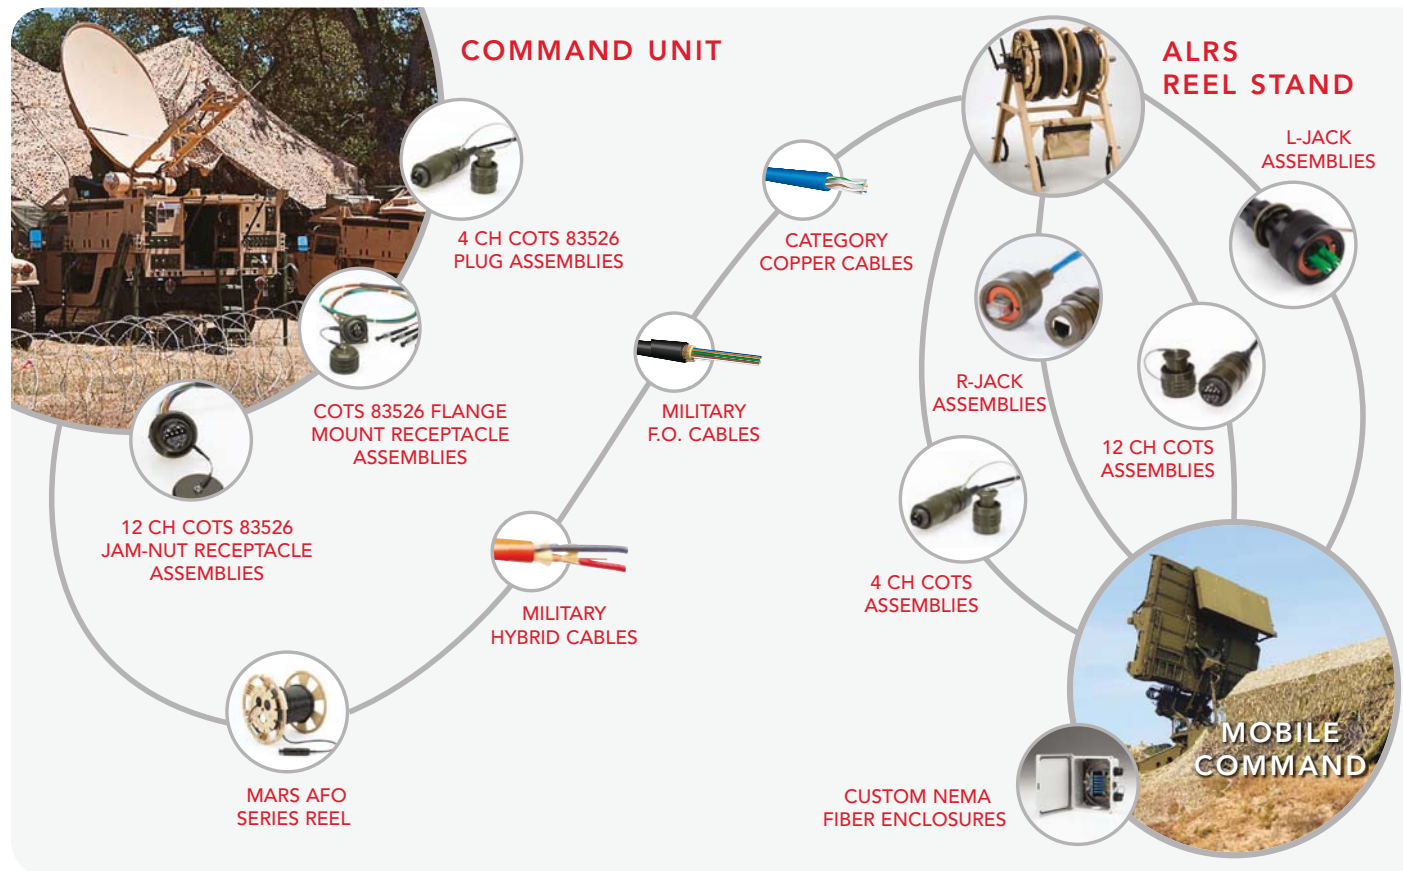 COMMAND UNIT
ALRS
REEL STAND
L-JACK
ASSEMBLIES
4 CH COTS 83526
PLUG ASSEMBLIES
CATEGORY
COPPER CABLES
COTS 83526 FLANGE
MOUNT RECEPTACLE
ASSEMBLIES
MILITARY
F.O. CABLES
R-JACK
ASSEMBLIES
12 CH COTS
ASSEMBLIES
12 CH COTS 83526
JAM-NUT RECEPTACLE
ASSEMBLIES
4 CH COTS
ASSEMBLIES
MILITARY
HYBRID CABLES
MOBILE
COMMAND
MARS AFO
SERIES REEL
CUSTOM NEMA
FIBER ENCLOSURES